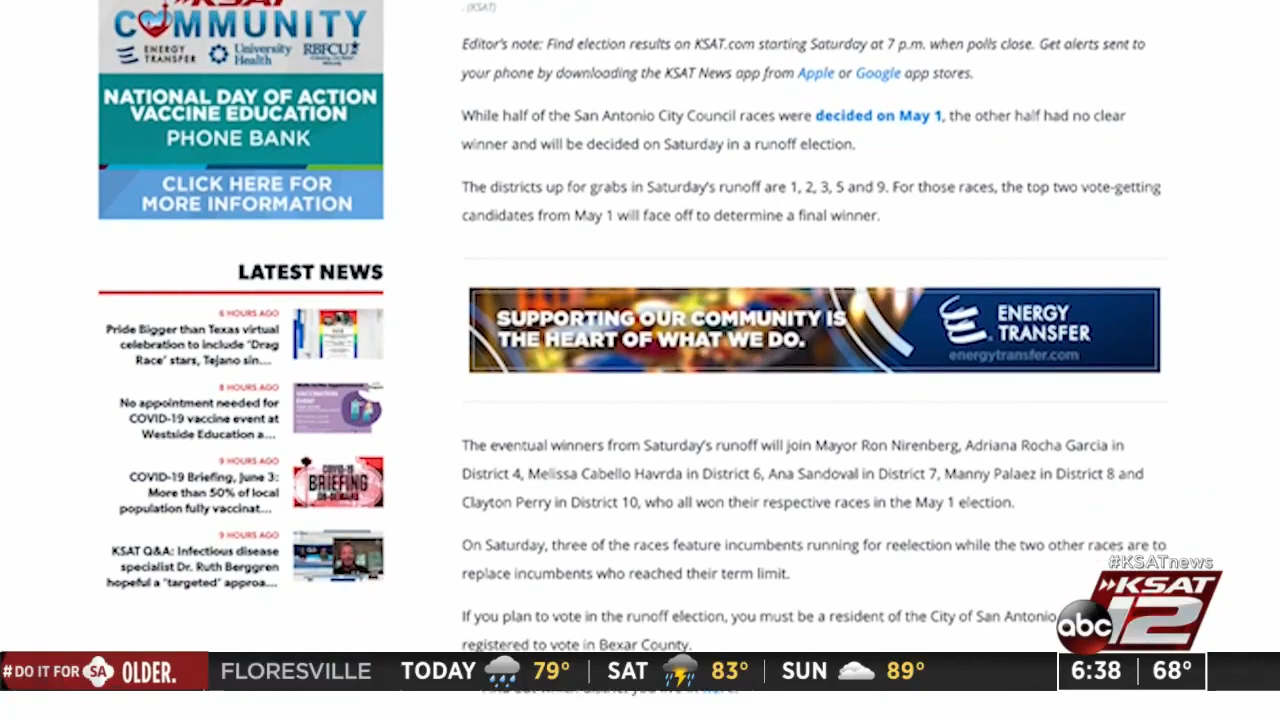 KSAT
COMMUNITY
ENERGY TRANSFER
University Health
RBFCU
NATIONAL DAY OF ACTION
VACCINE EDUCATION
PHONE BANK
CLICK HERE FOR
MORE INFORMATION
LATEST NEWS
6 HOURS AGO
Pride Bigger than Texas virtual
celebration to include "Drag
Race" stars, Tejano sin...
8 HOURS AGO
No appointment needed for
COVID-19 vaccine event at
Westside Education a...
9 HOURS AGO
COVID-19 Briefing, June 3:
More than 50% of local
population fully vaccinat...
COVID-19
BRIEFING
9 HOURS AGO
KSAT Q&A: Infectious disease
specialist Dr. Ruth Berggren
hopeful a "targeted" approa...
. (KSAT)
Editor's note: Find election results on KSAT.com starting Saturday at 7 p.m. when polls close. Get alerts sent to
your phone by downloading the KSAT News app from Apple or Google app stores.
While half of the San Antonio City Council races were decided on May 1, the other half had no clear
winner and will be decided on Saturday in a runoff election.
The districts up for grabs in Saturday's runoff are 1, 2, 3, 5 and 9. For those races, the top two vote-getting
candidates from May 1 will face off to determine a final winner.
SUPPORTING OUR COMMUNITY IS
THE HEART OF WHAT WE DO.
ENERGY
TRANSFER
energytransfer.com
The eventual winners from Saturday's runoff will join Mayor Ron Nirenberg, Adriana Rocha Garcia in
District 4, Melissa Cabello Havrda in District 6, Ana Sandoval in District 7, Manny Palaez in District 8 and
Clayton Perry in District 10, who all won their respective races in the May 1 election.
On Saturday, three of the races feature incumbents running for reelection while the two other races are to
replace incumbents who reached their term limit.
If you plan to vote in the runoff election, you must be a resident of the City of San Antonio
registered to vote in Bexar County.
#KSATnews
KSAT
abc 12
#DO IT FOR SA OLDER.
FLORESVILLE TODAY 79° SAT 83° SUN 89°
6:38 68°